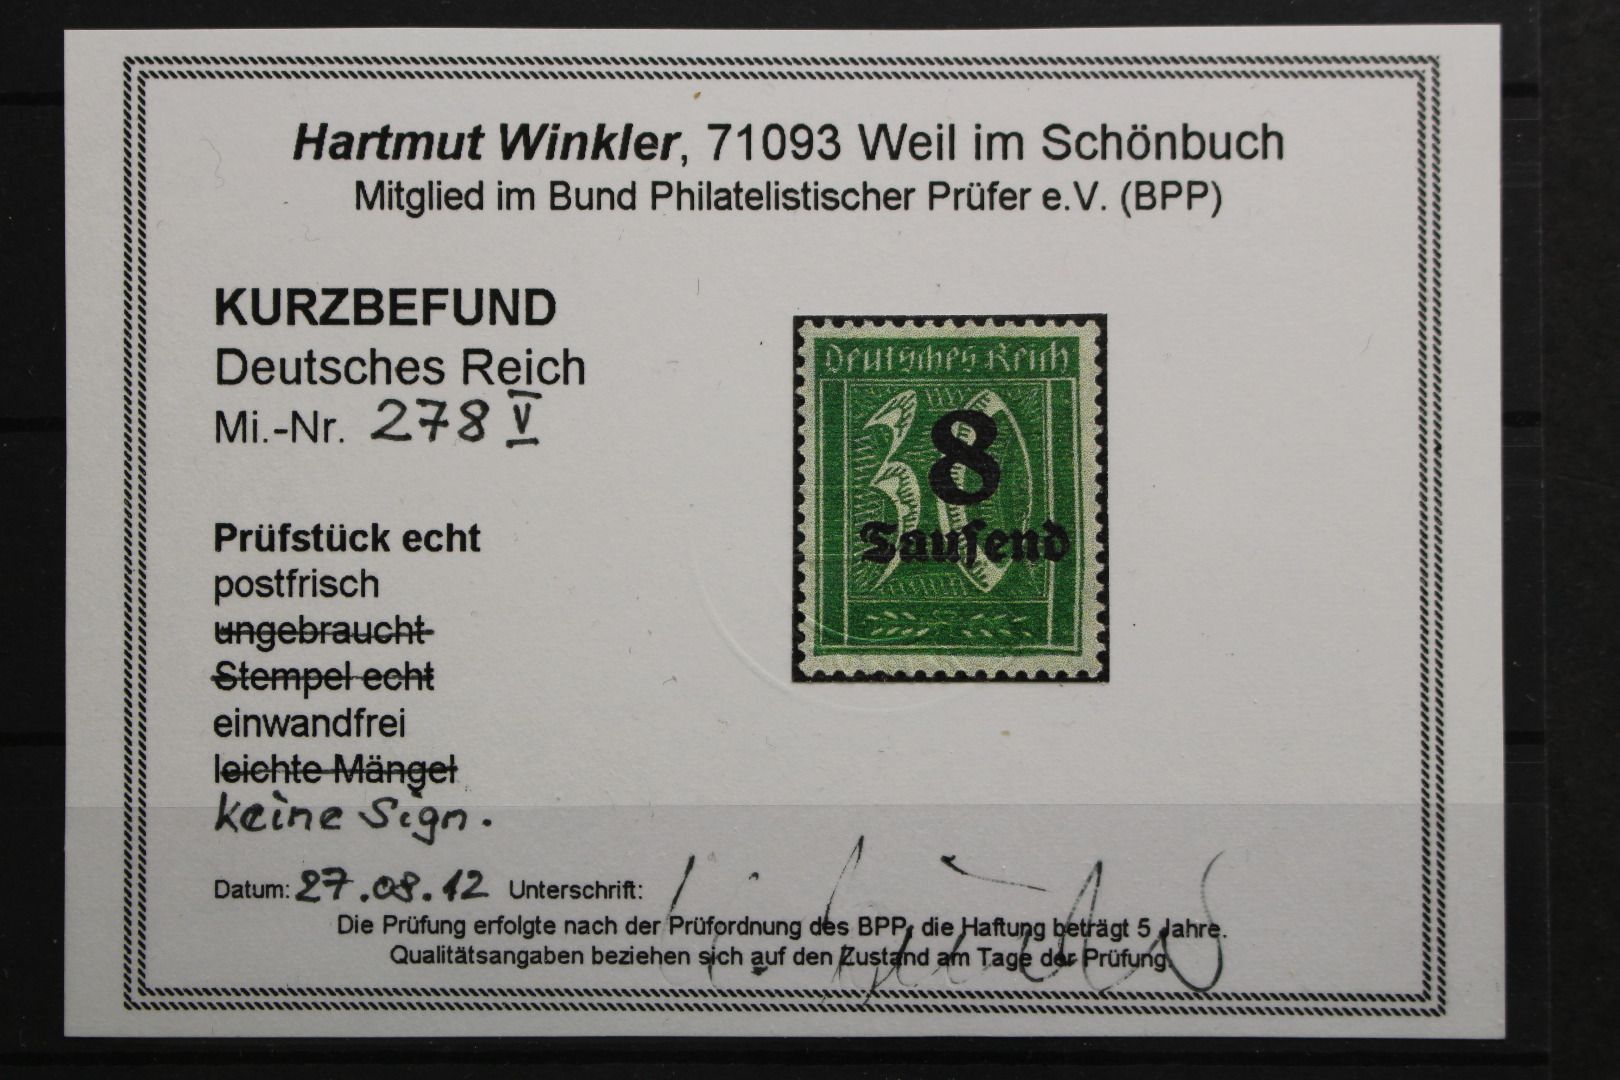 Hartmut Winkler, 71093 Weil im Schönbuch
Mitglied im Bund Philatelistischer Prüfer e.V. (BPP)
KURZBEFUND
Deutsches Reich
Mi.-Nr. 278 V
Deutsches Reich
30
8
Tausend
Prüfstück echt
postfrisch
ungebraucht
Stempel echt
einwandfrei
leichte Mängel
keine Sign.
Datum: 27.08.12 Unterschrift:
Die Prüfung erfolgte nach der Prüfordnung des BPP, die Haftung beträgt 5 Jahre.
Qualitätsangaben beziehen sich auf den Zustand am Tage der Prüfung.